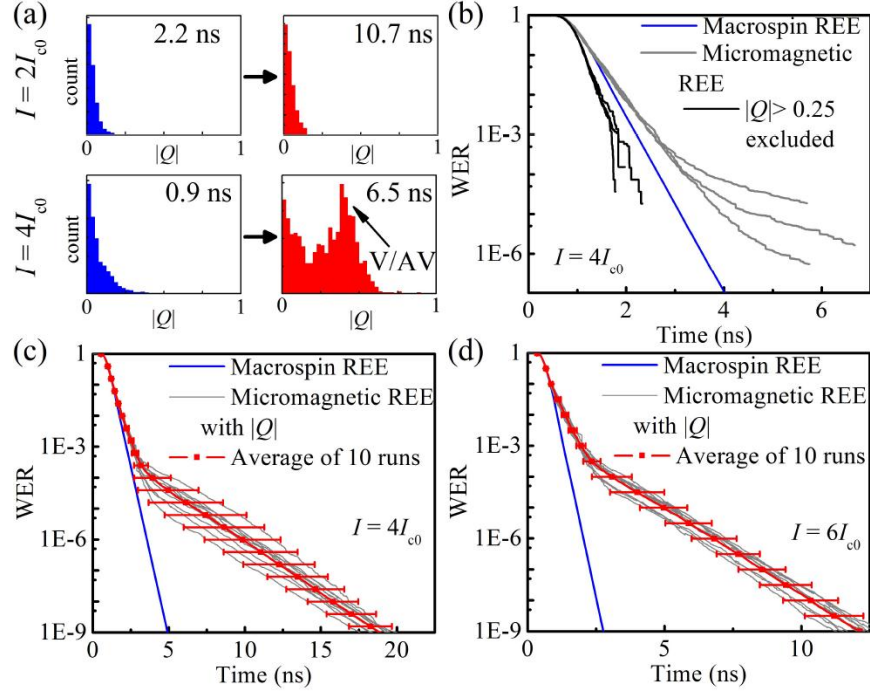 (a)
I = 2Ic0
count
2.2 ns
|Q|
0
1
10.7 ns
|Q|
0
1
I = 4Ic0
count
0.9 ns
|Q|
0
1
6.5 ns
V/AV
|Q|
0
1
(b)
WER
1
1E-3
1E-6
Macrospin REE
Micromagnetic
REE
|Q|> 0.25
excluded
I = 4Ic0
0 2 4 6
Time (ns)
(c)
WER
1
1E-3
1E-6
1E-9
Macrospin REE
Micromagnetic REE
with |Q|
Average of 10 runs
I = 4Ic0
0 5 10 15 20
Time (ns)
(d)
WER
1
1E-3
1E-6
1E-9
Macrospin REE
Micromagnetic REE
with |Q|
Average of 10 runs
I = 6Ic0
0 5 10
Time (ns)